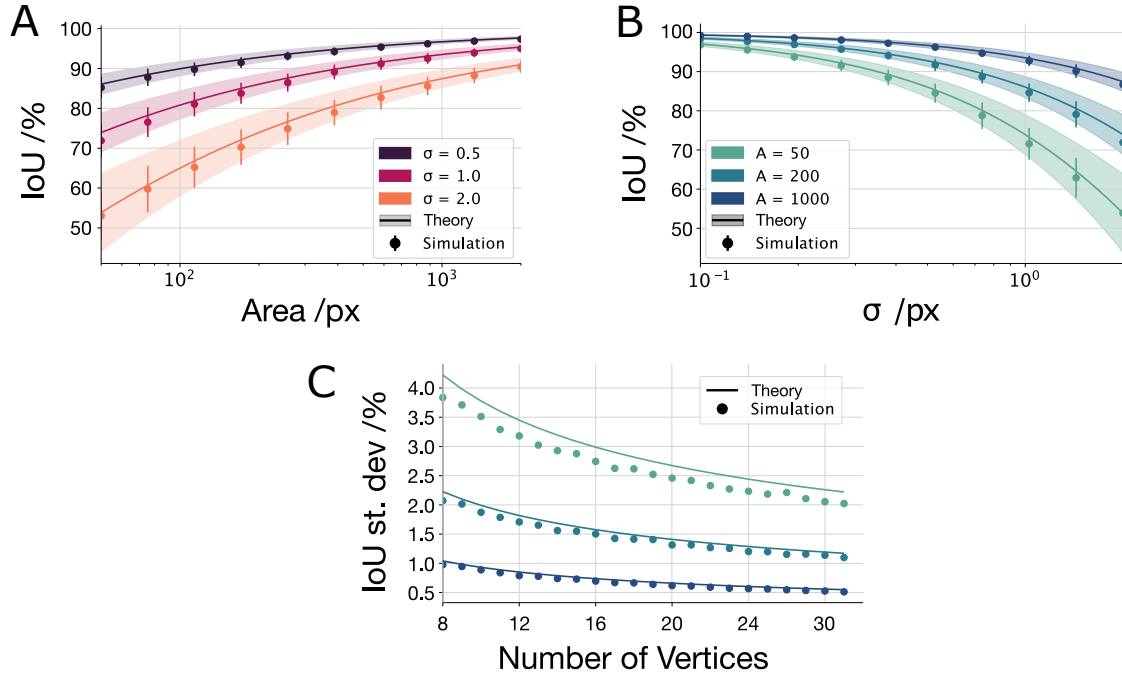 A
100
90
80
70
60
50
IoU /%
σ = 0.5
σ = 1.0
σ = 2.0
Theory
Simulation
10²
10³
Area /px
B
100
90
80
70
60
50
IoU /%
A = 50
A = 200
A = 1000
Theory
Simulation
10⁻¹
10⁰
σ /px
C
4.0
3.5
3.0
2.5
2.0
1.5
1.0
0.5
IoU st. dev /%
Theory
Simulation
8 12 16 20 24 30
Number of Vertices